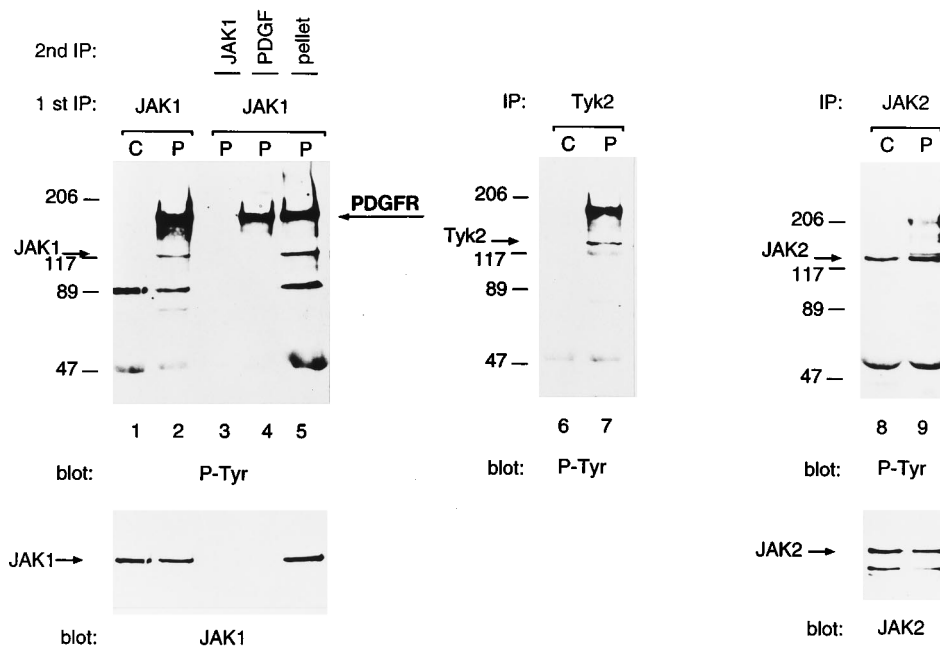 2nd IP: JAK1 PDGF pellet
1 st IP: JAK1 JAK1
C P P P P
206
PDGFR
JAK1
117
89
47
1 2 3 4 5
blot: P-Tyr
JAK1
blot: JAK1
IP: Tyk2
C P
206
Tyk2
117
89
47
6 7
blot: P-Tyr
IP: JAK2
C P
206
JAK2
117
89
47
8 9
blot: P-Tyr
JAK2
blot: JAK2